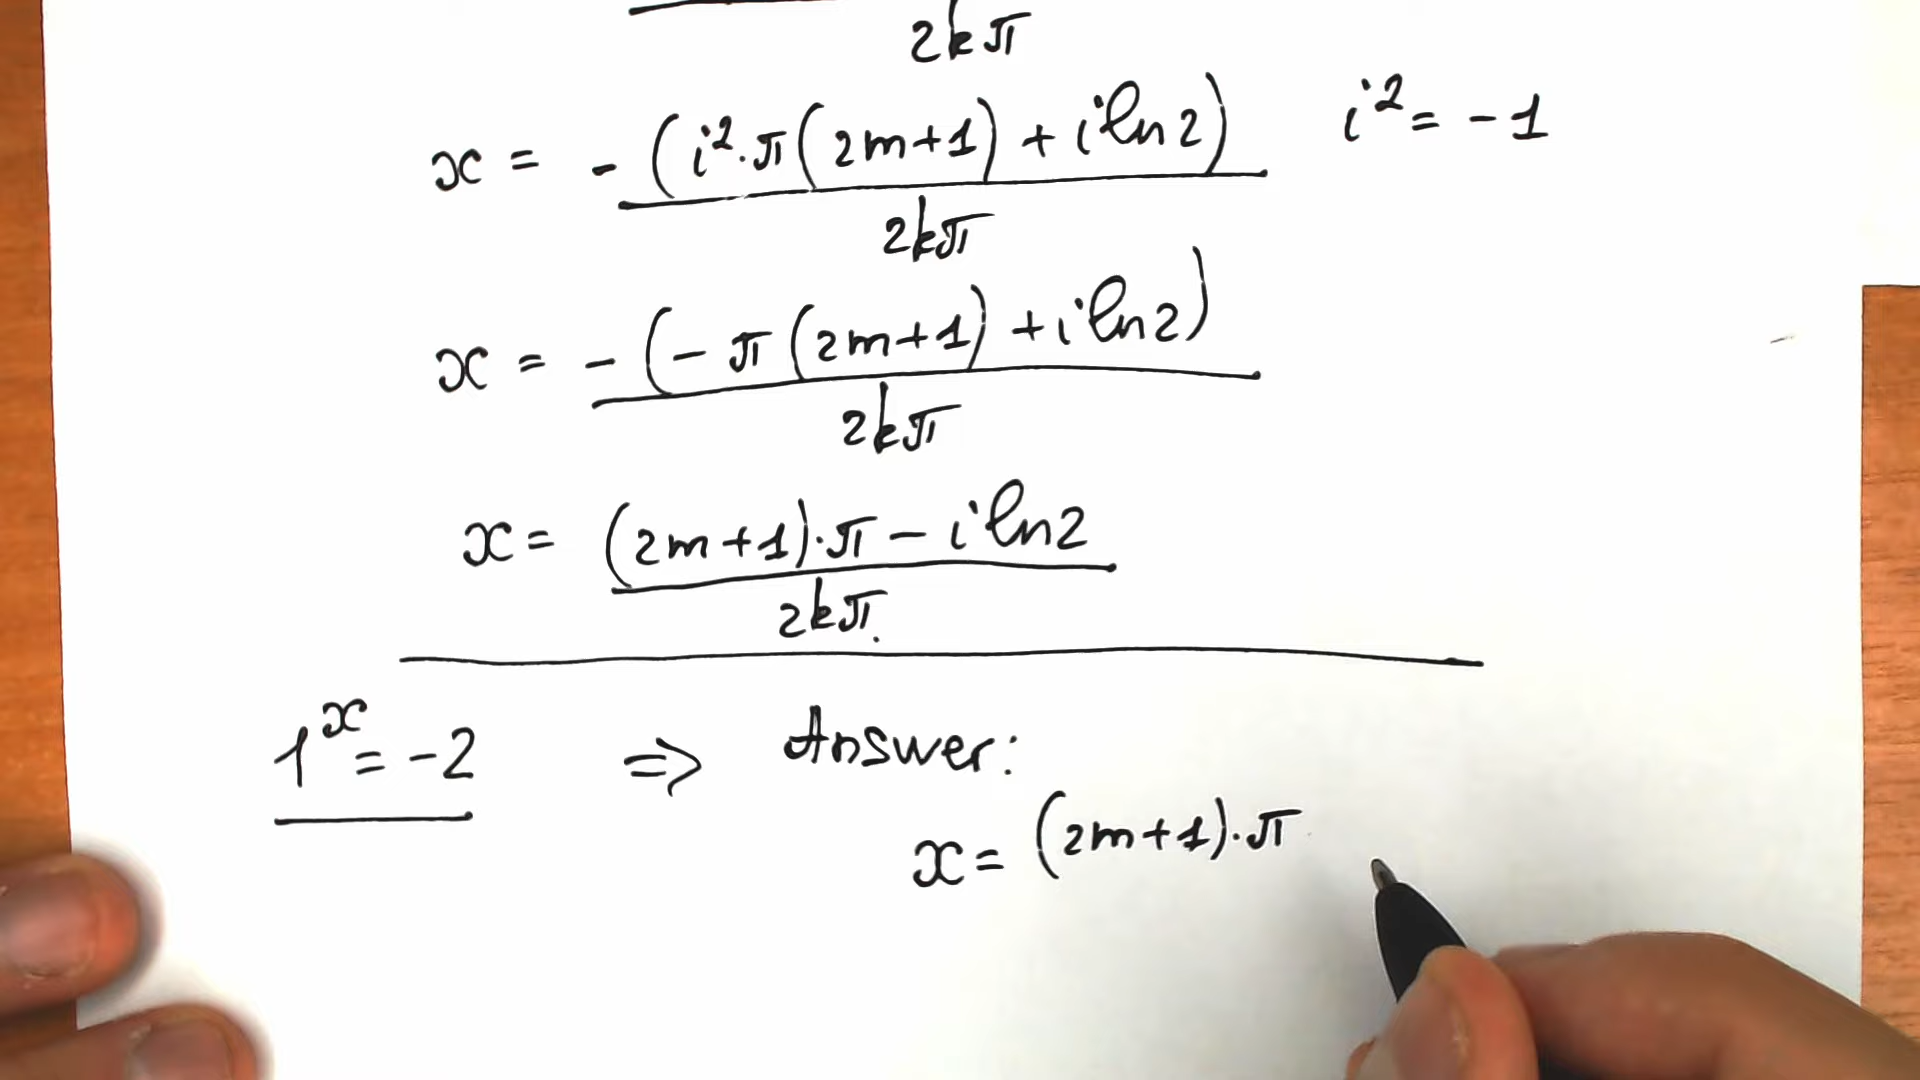 2kπ
x = -(i²·π(2m+1) + i ln2) / 2kπ    i² = -1
x = -(-π(2m+1) + i ln2) / 2kπ
x = (2m+1)·π - i ln2 / 2kπ.
1ˣ = -2 => Answer:
x = (2m+1)·π